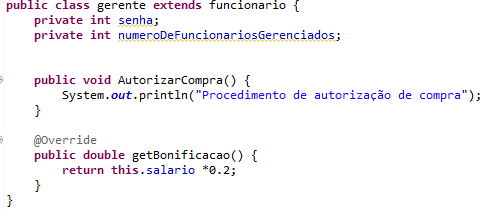 public class gerente extends funcionario {
private int senha;
private int numeroDeFuncionariosGerenciados;
public void AutorizarCompra() {
System.out.println("Procedimento de autorização de compra");
}
@Override
public double getBonificacao() {
return this.salario *0.2;
}
}